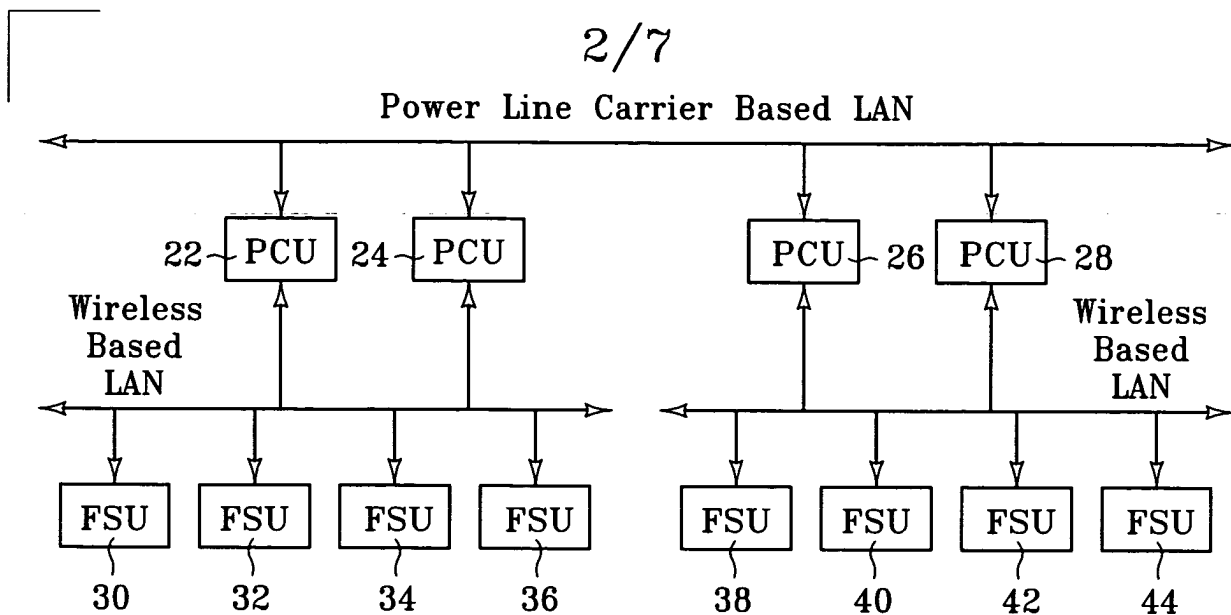 2/7
Power Line Carrier Based LAN
22 PCU
24 PCU
PCU 26
PCU 28
Wireless
Based
LAN
Wireless
Based
LAN
FSU FSU FSU FSU FSU FSU FSU FSU
30 32 34 36 38 40 42 44